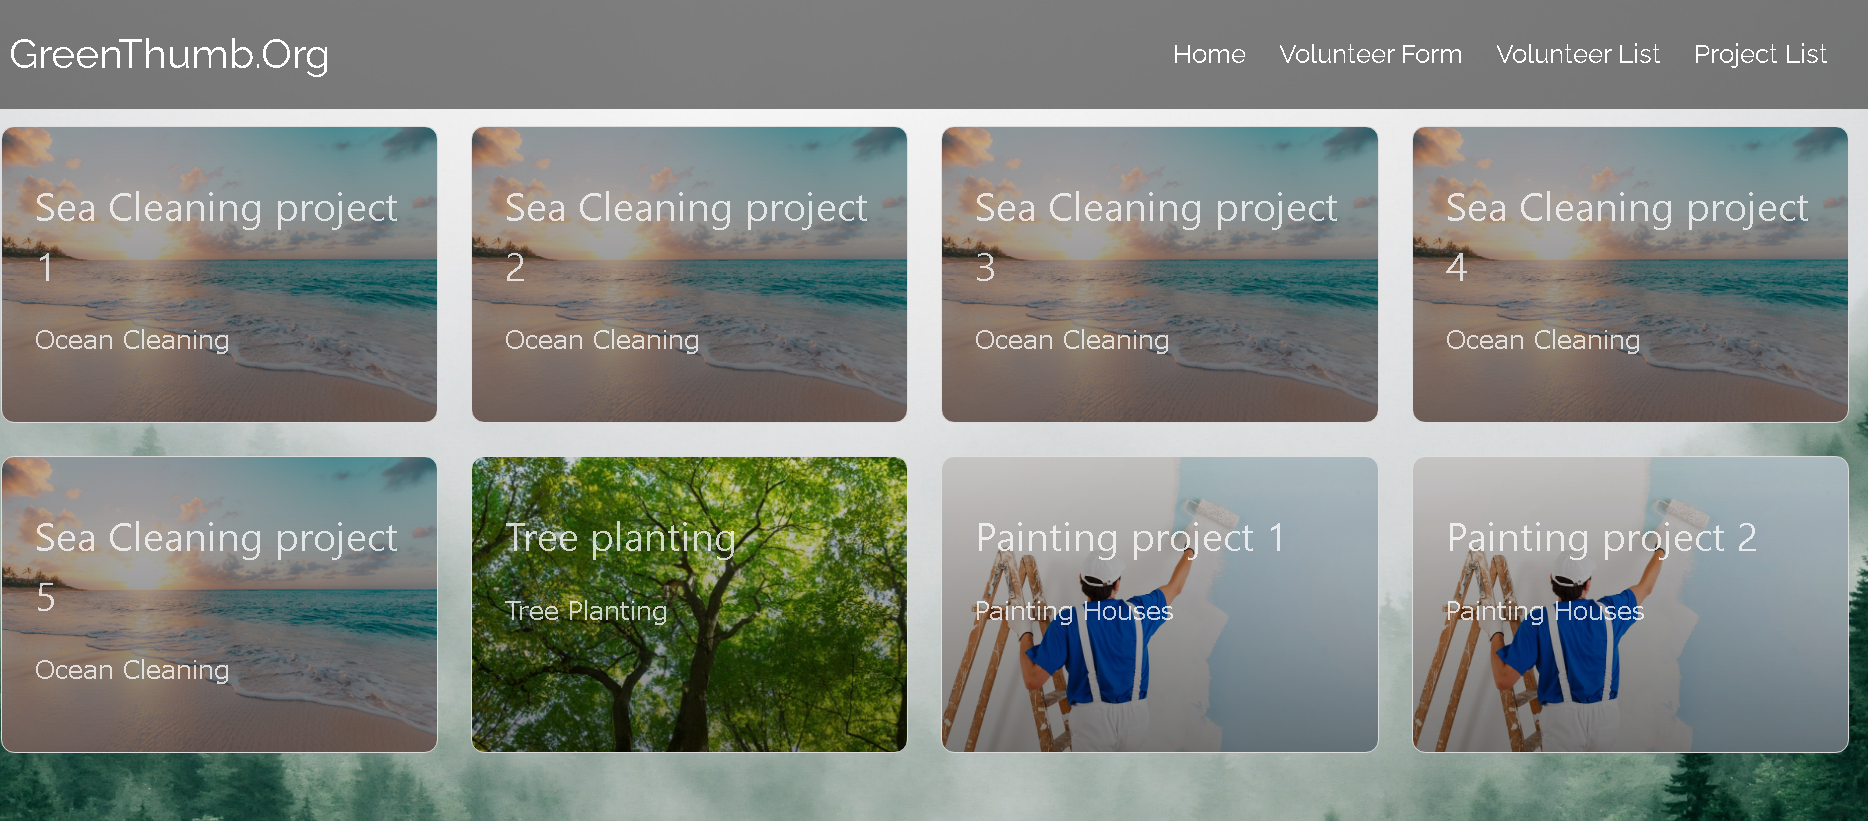 GreenThumb.Org
Home Volunteer Form Volunteer List Project List
Sea Cleaning project
1
Ocean Cleaning
Sea Cleaning project
2
Ocean Cleaning
Sea Cleaning project
3
Ocean Cleaning
Sea Cleaning project
4
Ocean Cleaning
Sea Cleaning project
5
Ocean Cleaning
Tree planting
Tree Planting
Painting project 1
Painting Houses
Painting project 2
Painting Houses